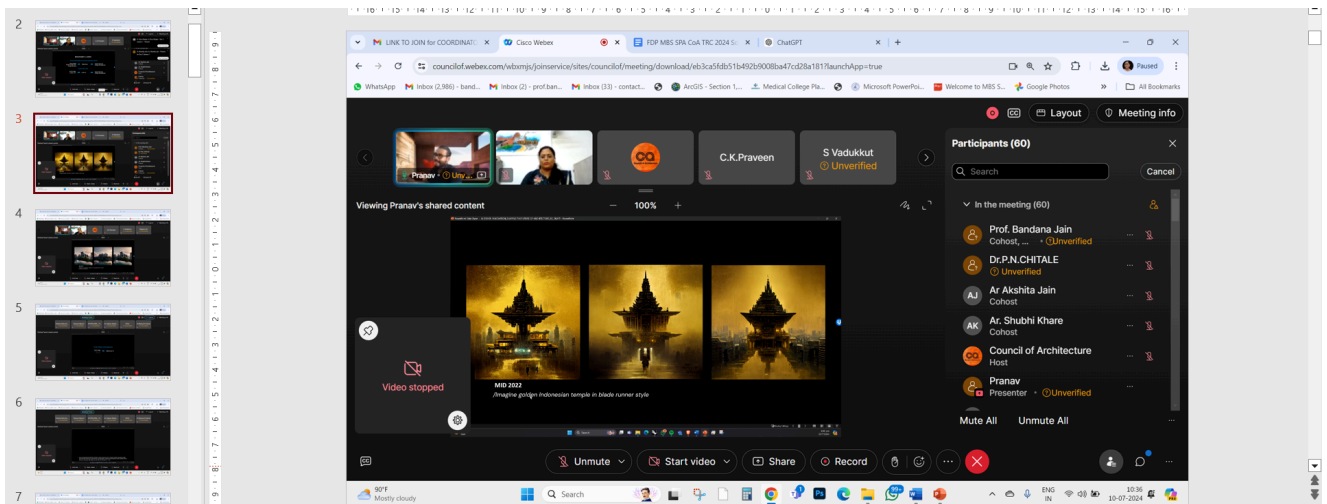 2
3
4
5
6
7
LINK TO JOIN for COORDINATO
Cisco Webex
FDP MBS SPA CoA TRC 2024 Sc
ChatGPT
councilof.webex.com/wbxmjs/joinservice/sites/councilof/meeting/download/eb3ca5fdb51b492b9008ba47cd28a181?launchApp=true
Paused
WhatsApp
Inbox (2,986) - band...
Inbox (2) - prof.ban...
Inbox (33) - contact...
ArcGIS - Section 1,...
Medical College Pla...
Microsoft PowerPoi...
Welcome to MBS S...
Google Photos
All Bookmarks
CC
Layout
Meeting info
Pranav
Uny...
C.K.Praveen
S Vadukkut
Unverified
Viewing Pranav's shared content
100%
Video stopped
MID 2022
/Imagine golden Indonesian temple in blade runner style
Participants (60)
Search
Cancel
In the meeting (60)
Prof. Bandana Jain
Cohost, ... • Unverified
Dr.P.N.CHITALE
Unverified
AJ
Ar Akshita Jain
Cohost
AK
Ar. Shubhi Khare
Cohost
Council of Architecture
Host
Pranav
Presenter • Unverified
Mute All
Unmute All
Unmute
Start video
Share
Record
90°F
Mostly cloudy
Search
99+
ENG
IN
10:36
10-07-2024